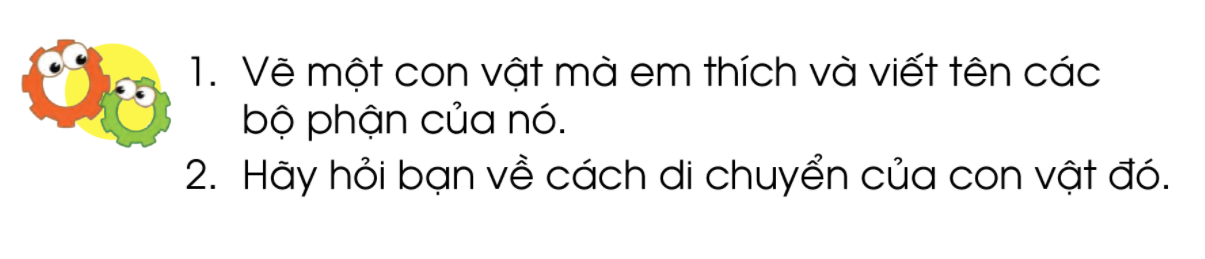 1. Vẽ một con vật mà em thích và viết tên các
bộ phận của nó.
2. Hãy hỏi bạn về cách di chuyển của con vật đó.